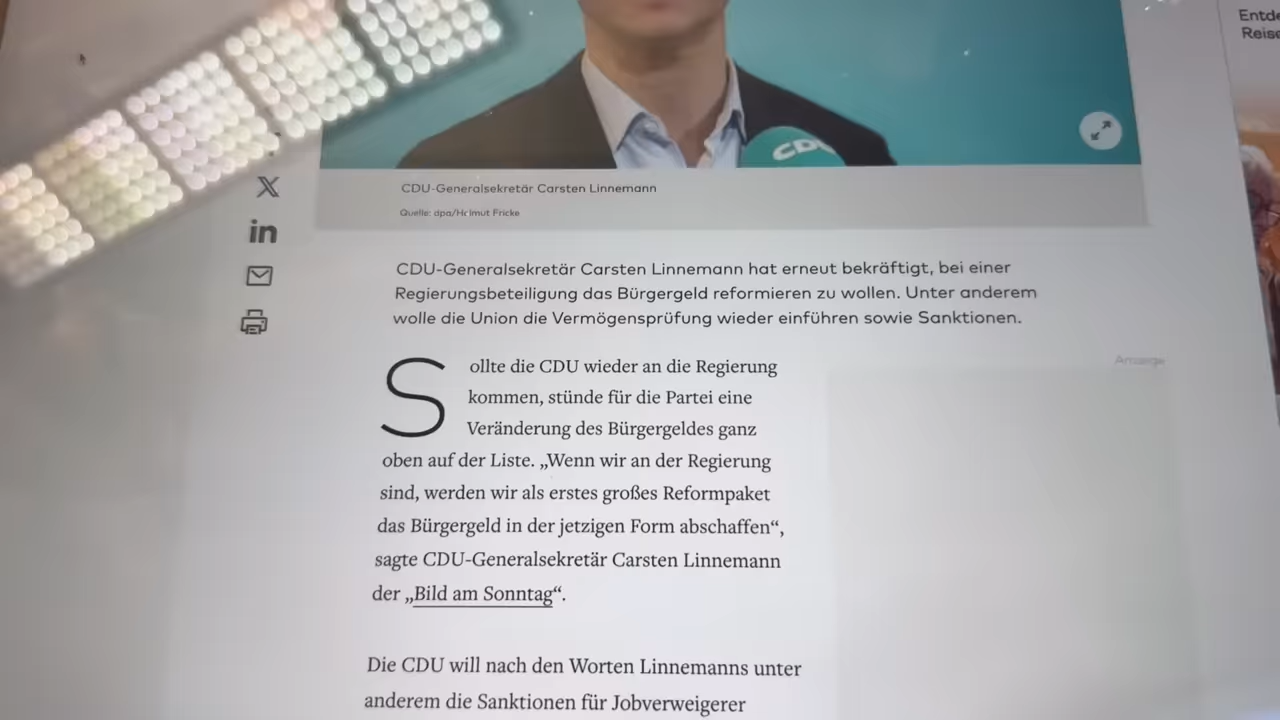 Entde
Reise
CDU
CDU-Generalsekretär Carsten Linnemann
Quelle: dpa/Helmut Fricke
CDU-Generalsekretär Carsten Linnemann hat erneut bekräftigt, bei einer
Regierungsbeteiligung das Bürgergeld reformieren zu wollen. Unter anderem
wolle die Union die Vermögensprüfung wieder einführen sowie Sanktionen.
Anzeige
Sollte die CDU wieder an die Regierung
kommen, stünde für die Partei eine
Veränderung des Bürgergeldes ganz
oben auf der Liste. „Wenn wir an der Regierung
sind, werden wir als erstes großes Reformpaket
das Bürgergeld in der jetzigen Form abschaffen“,
sagte CDU-Generalsekretär Carsten Linnemann
der „Bild am Sonntag“.
Die CDU will nach den Worten Linnemanns unter
anderem die Sanktionen für Jobverweigerer